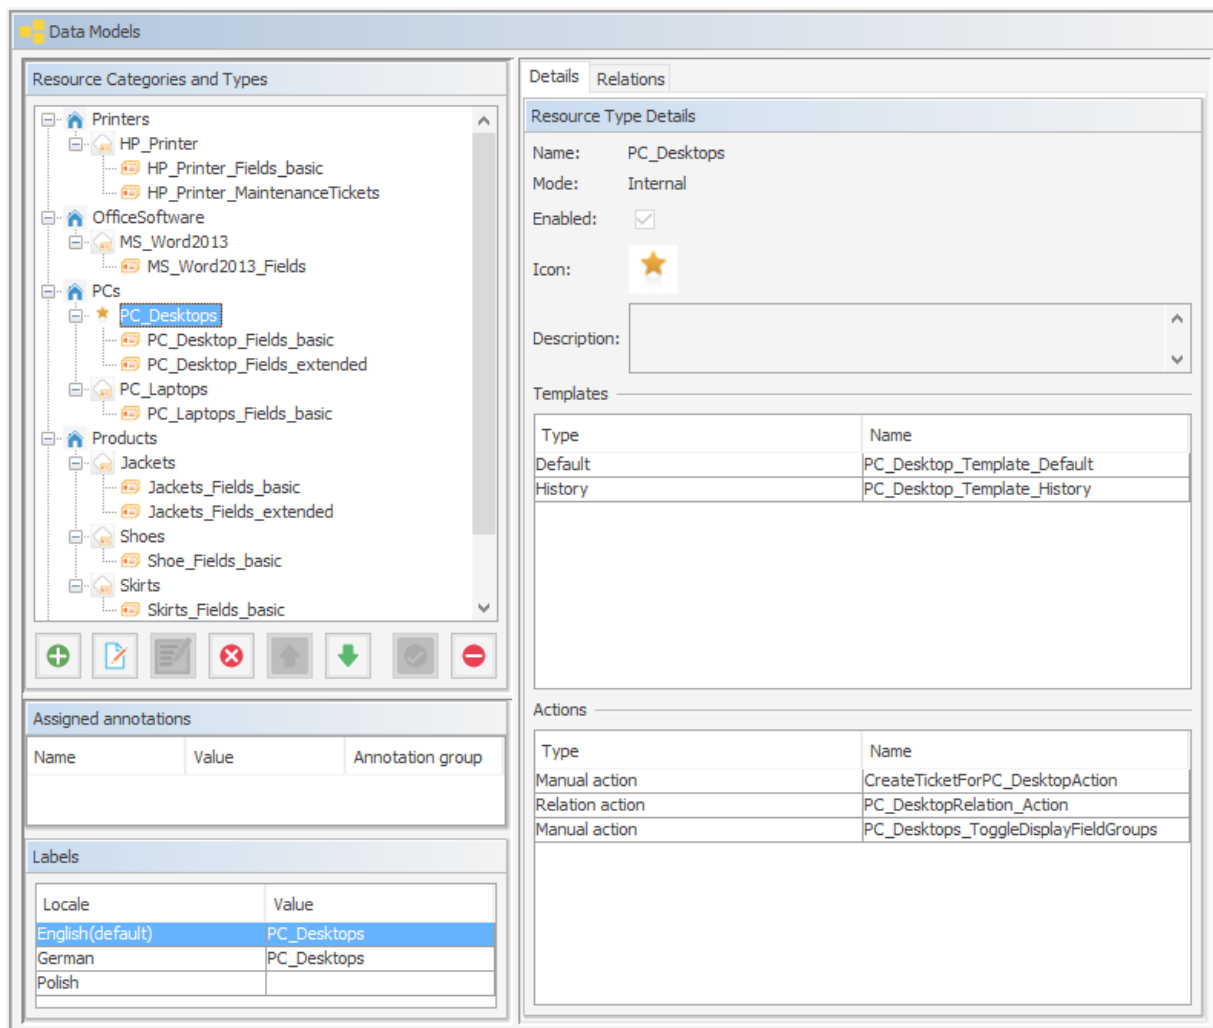 Data Models
Resource Categories and Types
Printers
HP_Printer
HP_Printer_Fields_basic
HP_Printer_MaintenanceTickets
OfficeSoftware
MS_Word2013
MS_Word2013_Fields
PCs
PC_Desktops
PC_Desktop_Fields_basic
PC_Desktop_Fields_extended
PC_Laptops
PC_Laptops_Fields_basic
Products
Jackets
Jackets_Fields_basic
Jackets_Fields_extended
Shoes
Shoe_Fields_basic
Skirts
Skirts_Fields_basic
Assigned annotations
Name Value Annotation group
Labels
Locale Value
English(default) PC_Desktops
German PC_Desktops
Polish
Details Relations
Resource Type Details
Name: PC_Desktops
Mode: Internal
Enabled:
Icon:
Description:
Templates
Type Name
Default PC_Desktop_Template_Default
History PC_Desktop_Template_History
Actions
Type Name
Manual action CreateTicketForPC_DesktopAction
Relation action PC_DesktopRelation_Action
Manual action PC_Desktops_ToggleDisplayFieldGroups